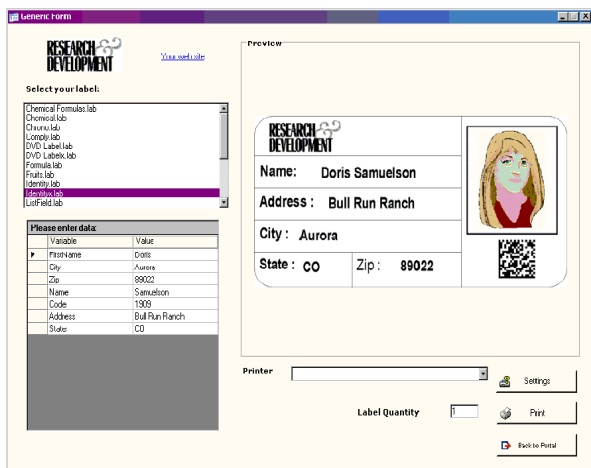 Generic Form
RESEARCH &
DEVELOPMENT
Your website
Select your label:
Chemical Formulas.lab
Chemical.lab
Chrono.lab
Comply.lab
DVD Label.lab
DVD Labelx.lab
Formula.lab
Fruits.lab
Identity.lab
Identityx.lab
ListField.lab
Please enter data:
Variable Value
FirstName Doris
City Aurora
Zip 89022
Name Samuelson
Code 1909
Address Bull Run Ranch
State CO
Preview
RESEARCH &
DEVELOPMENT
Name: Doris Samuelson
Address : Bull Run Ranch
City : Aurora
State : CO Zip : 89022
Printer
Settings
Label Quantity 1
Print
Back to Portal